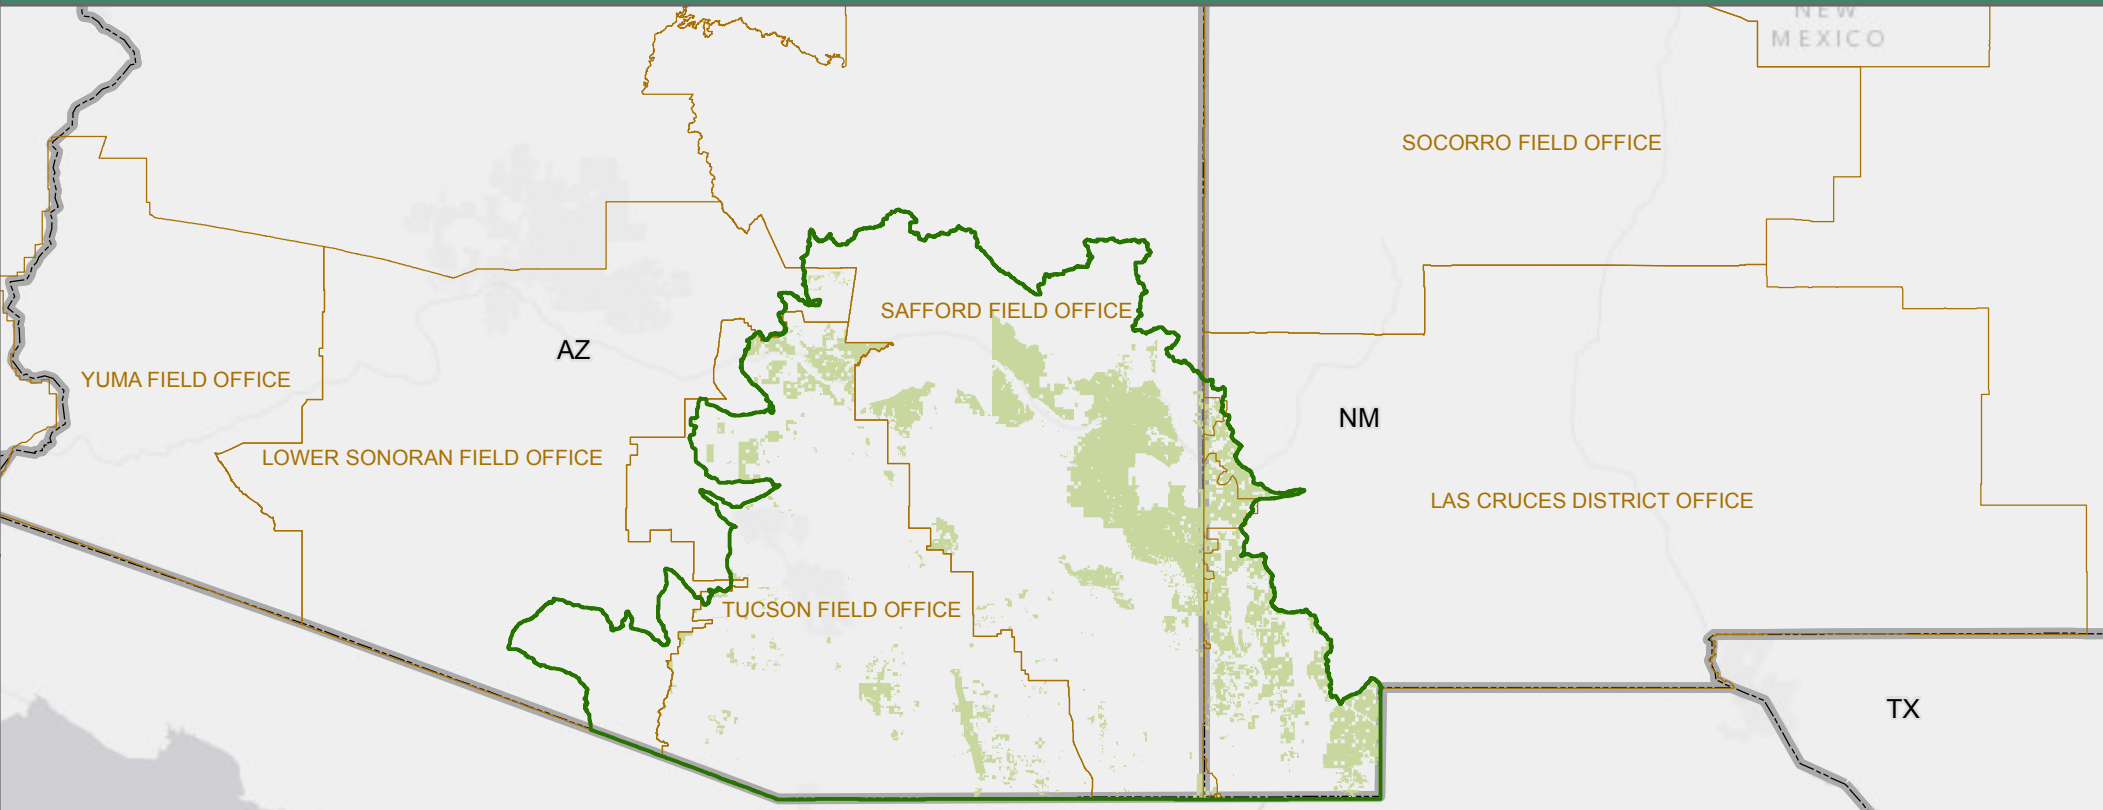 NEW
MEXICO
SOCORRO FIELD OFFICE
SAFFORD FIELD OFFICE
AZ
YUMA FIELD OFFICE
NM
LOWER SONORAN FIELD OFFICE
LAS CRUCES DISTRICT OFFICE
TUCSON FIELD OFFICE
TX